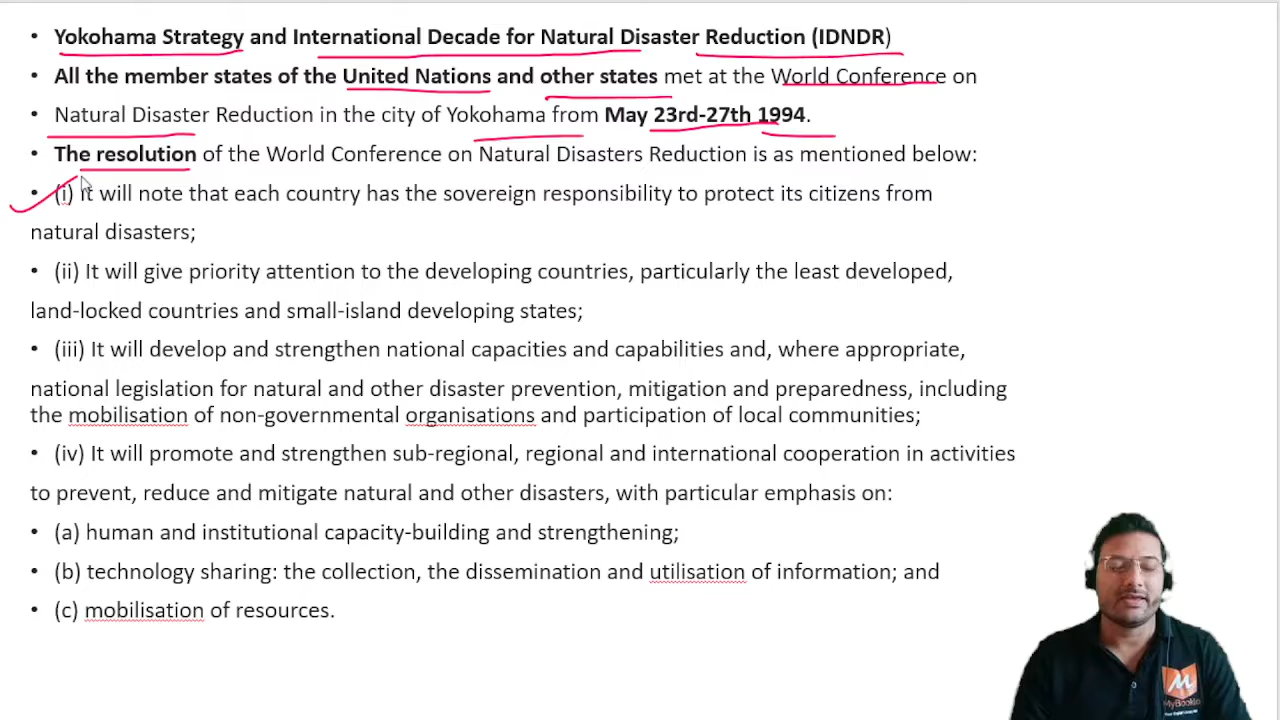 • Yokohama Strategy and International Decade for Natural Disaster Reduction (IDNDR)
• All the member states of the United Nations and other states met at the World Conference on
• Natural Disaster Reduction in the city of Yokohama from May 23rd-27th 1994.
• The resolution of the World Conference on Natural Disasters Reduction is as mentioned below:
• (i) It will note that each country has the sovereign responsibility to protect its citizens from
natural disasters;
• (ii) It will give priority attention to the developing countries, particularly the least developed,
land-locked countries and small-island developing states;
• (iii) It will develop and strengthen national capacities and capabilities and, where appropriate,
national legislation for natural and other disaster prevention, mitigation and preparedness, including
the mobilisation of non-governmental organisations and participation of local communities;
• (iv) It will promote and strengthen sub-regional, regional and international cooperation in activities
to prevent, reduce and mitigate natural and other disasters, with particular emphasis on:
• (a) human and institutional capacity-building and strengthening;
• (b) technology sharing: the collection, the dissemination and utilisation of information; and
• (c) mobilisation of resources.